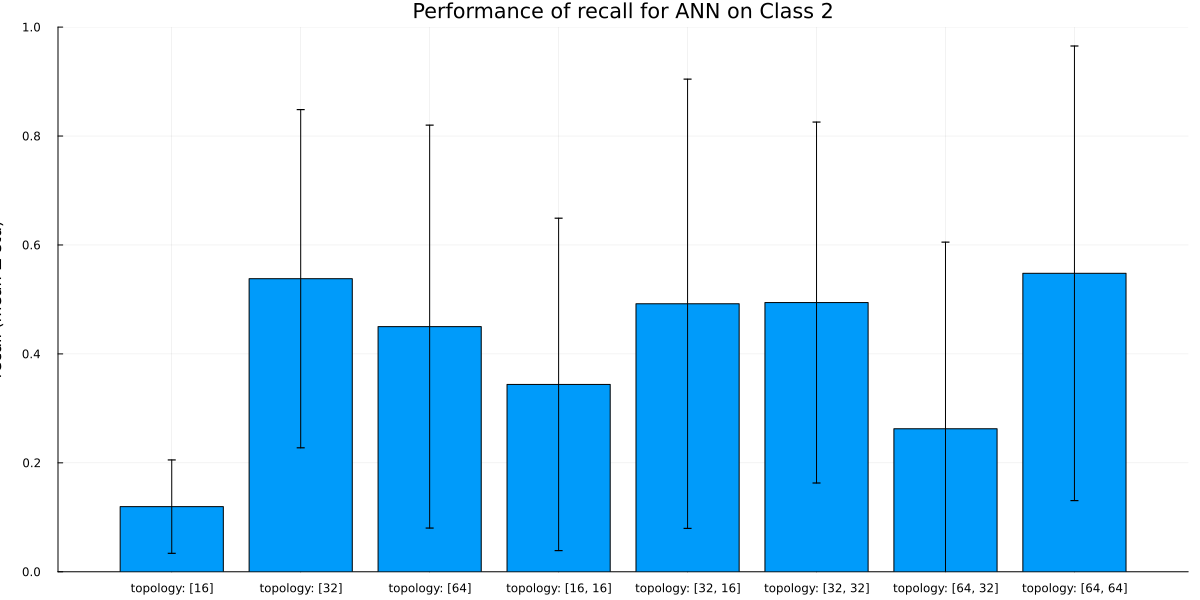 Performance of recall for ANN on Class 2
1.0
0.8
0.6
0.4
0.2
0.0
topology: [16]
topology: [32]
topology: [64]
topology: [16, 16]
topology: [32, 16]
topology: [32, 32]
topology: [64, 32]
topology: [64, 64]